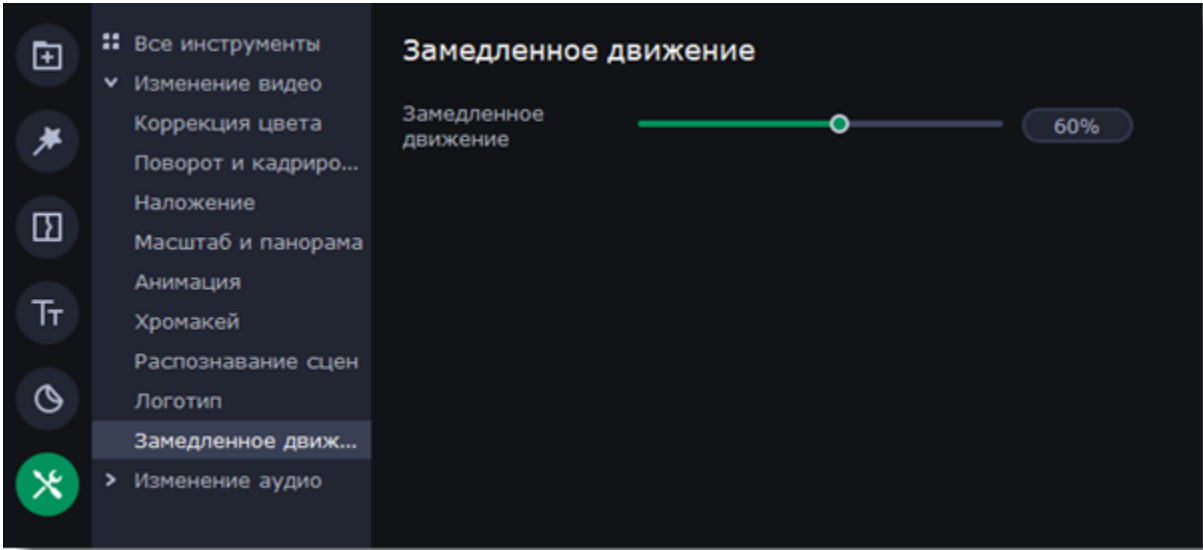 Все инструменты
Изменение видео
Коррекция цвета
Поворот и кадриро...
Наложение
Масштаб и панорама
Анимация
Хромакей
Распознавание сцен
Логотип
Замедленное движ...
Изменение аудио
Тт
Замедленное движение
Замедленное
движение
60%